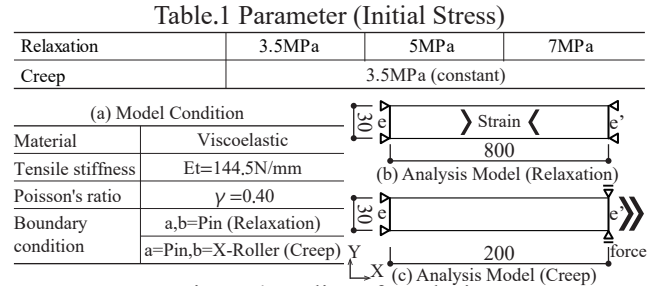 Table.1 Parameter (Initial Stress)
Relaxation 3.5MPa 5MPa 7MPa
Creep 3.5MPa (constant)
(a) Model Condition
Material Viscoelastic
Tensile stiffness Et=144.5N/mm
Poisson's ratio γ=0.40
Boundary condition a,b=Pin (Relaxation)
a=Pin,b=X-Roller (Creep)
30 e Strain e'
800
(b) Analysis Model (Relaxation)
30 e e'
200 force
Y X (c) Analysis Model (Creep)